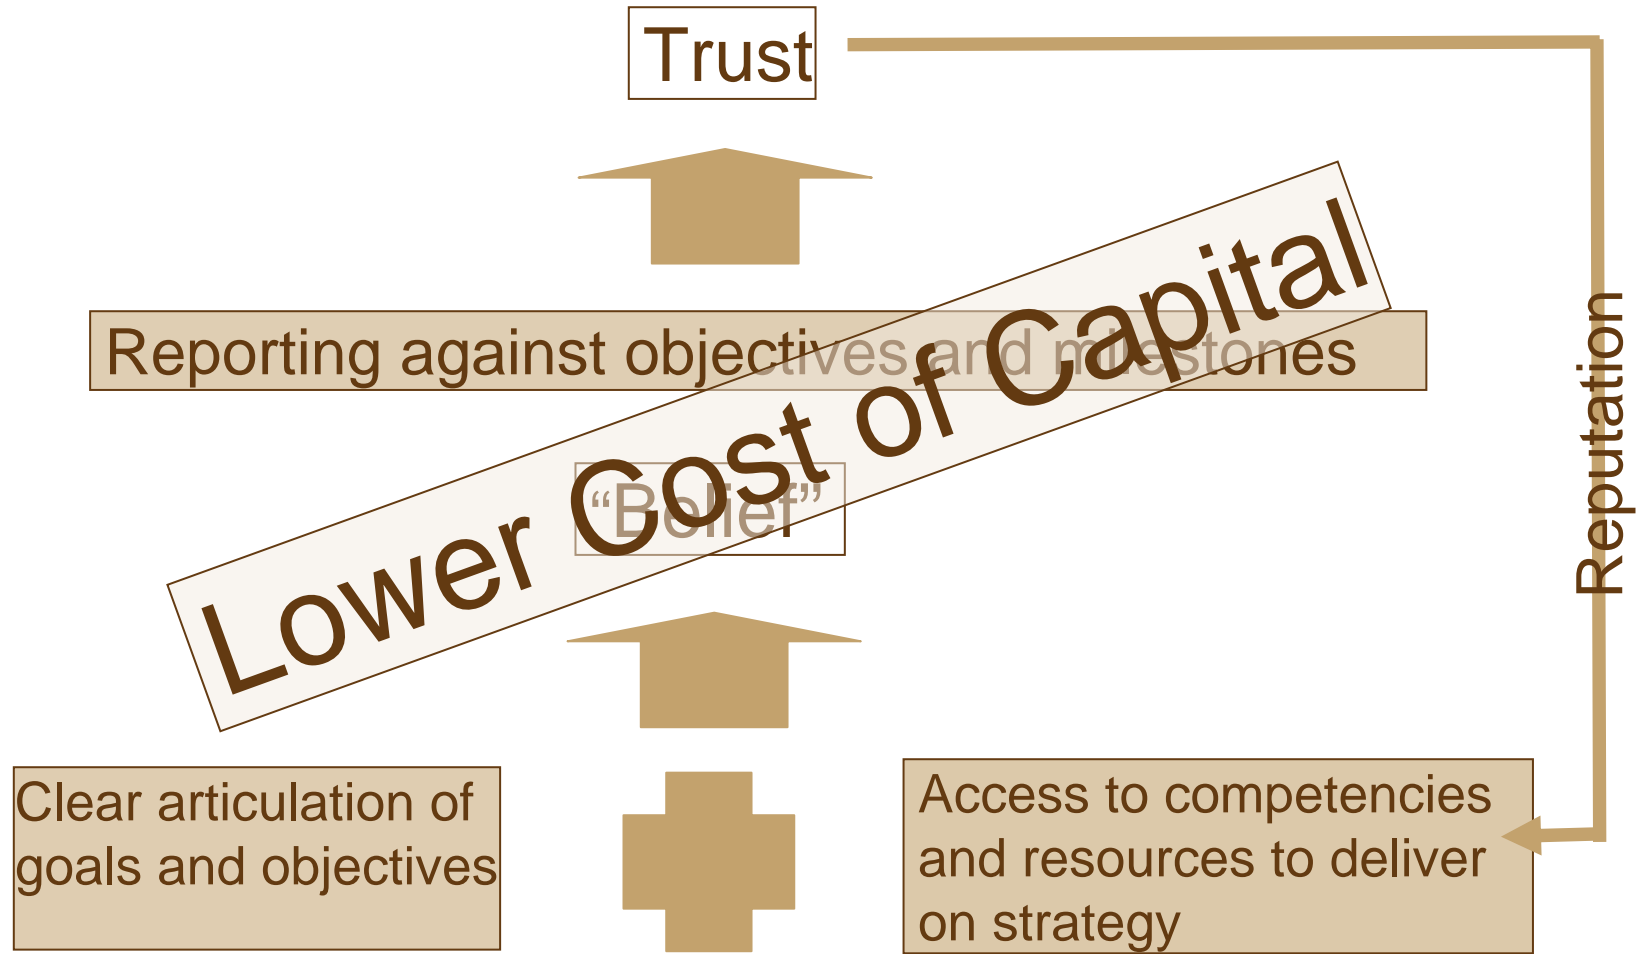 Trust
Reporting against objectives and milestones
Lower Cost of Capital
“Belief”
Reputation
Clear articulation of
goals and objectives
Access to competencies
and resources to deliver
on strategy